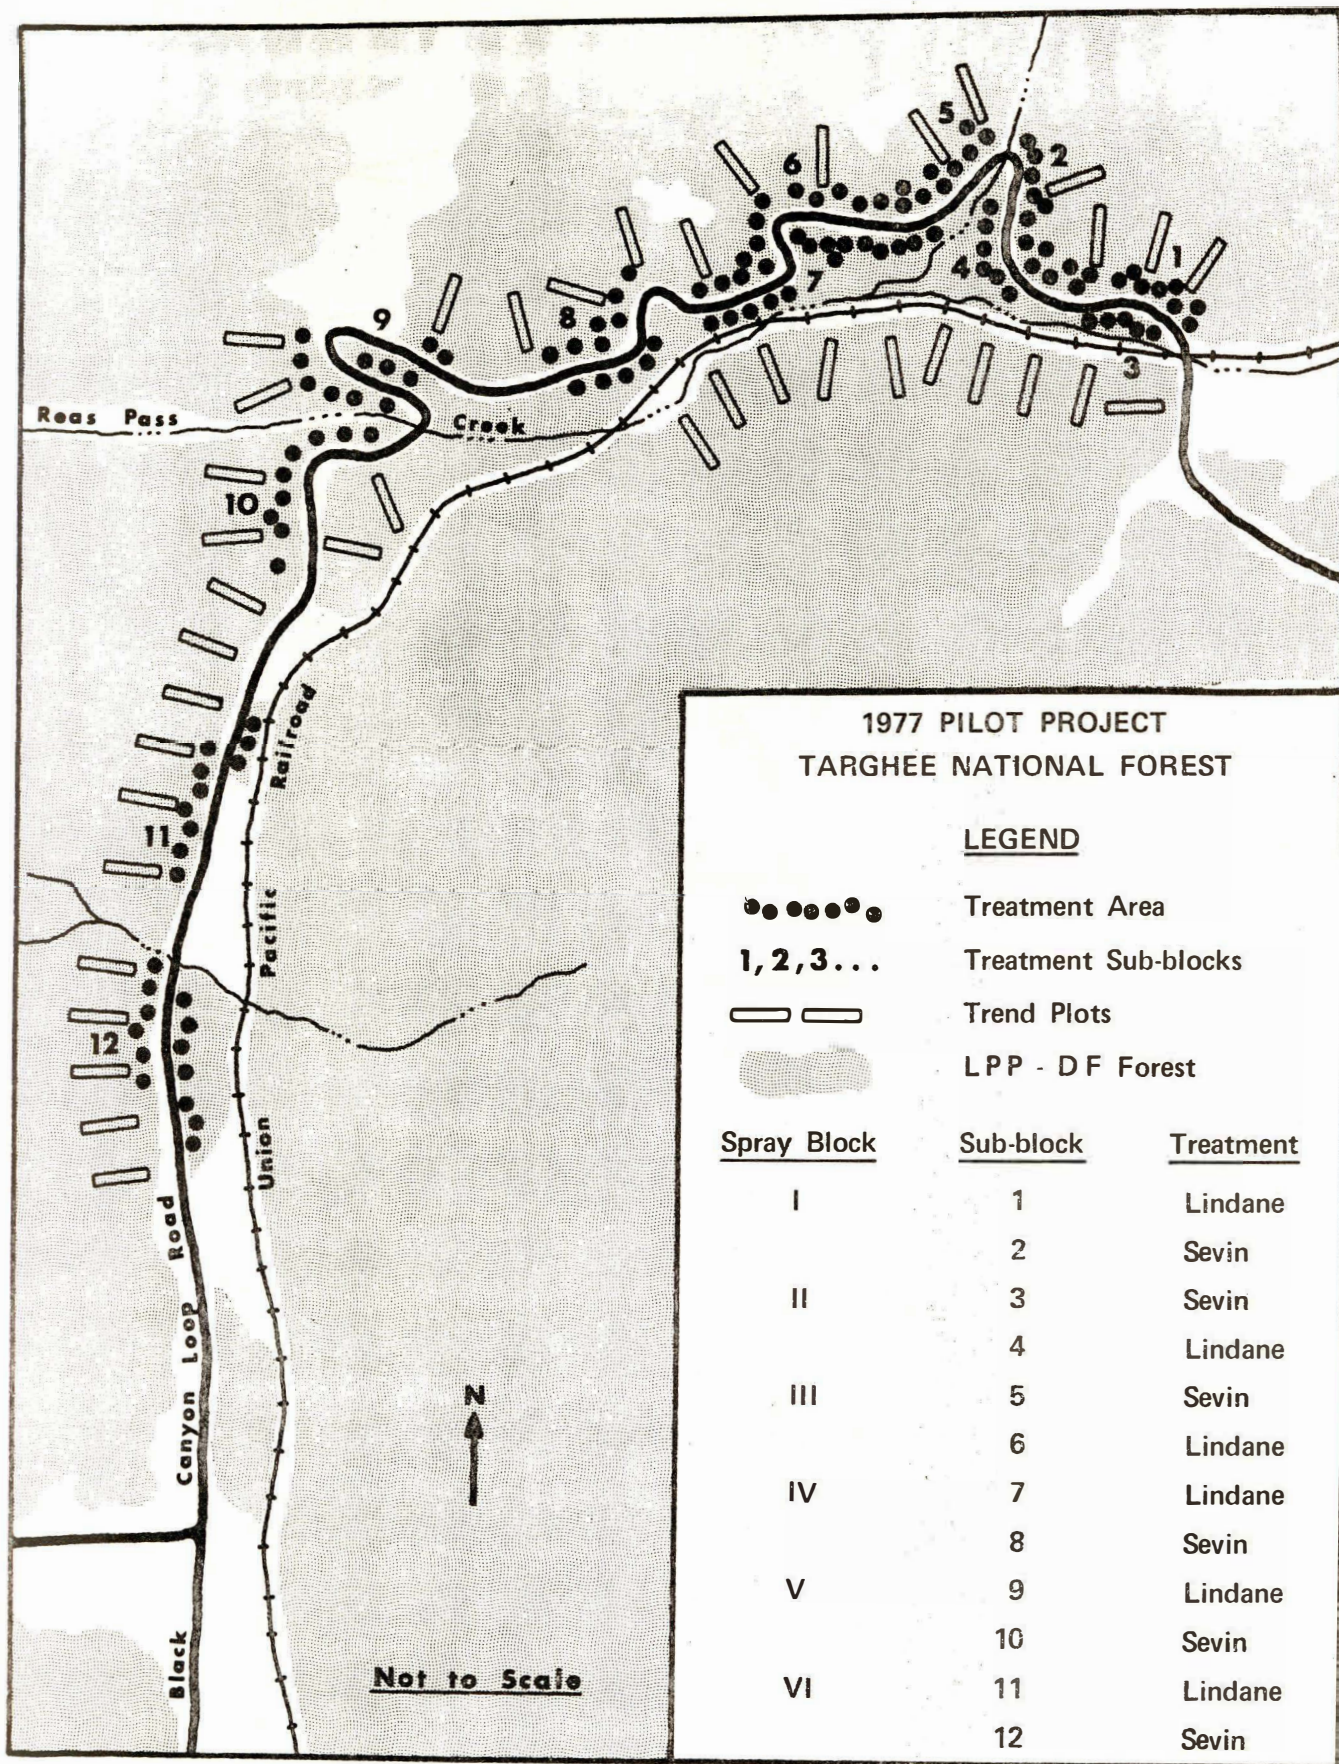 5
2
6
1
4
7
9
8
3
Reas Pass
Creek
10
Railroad
11
Pacific
12
Union
Black Canyon Loop Road
N
Not to Scale
1977 PILOT PROJECT
TARGHEE NATIONAL FOREST
LEGEND
Treatment Area
1, 2, 3 . . . Treatment Sub-blocks
Trend Plots
LPP - DF Forest
Spray Block Sub-block Treatment
I 1 Lindane
2 Sevin
II 3 Sevin
4 Lindane
III 5 Sevin
6 Lindane
IV 7 Lindane
8 Sevin
V 9 Lindane
10 Sevin
VI 11 Lindane
12 Sevin